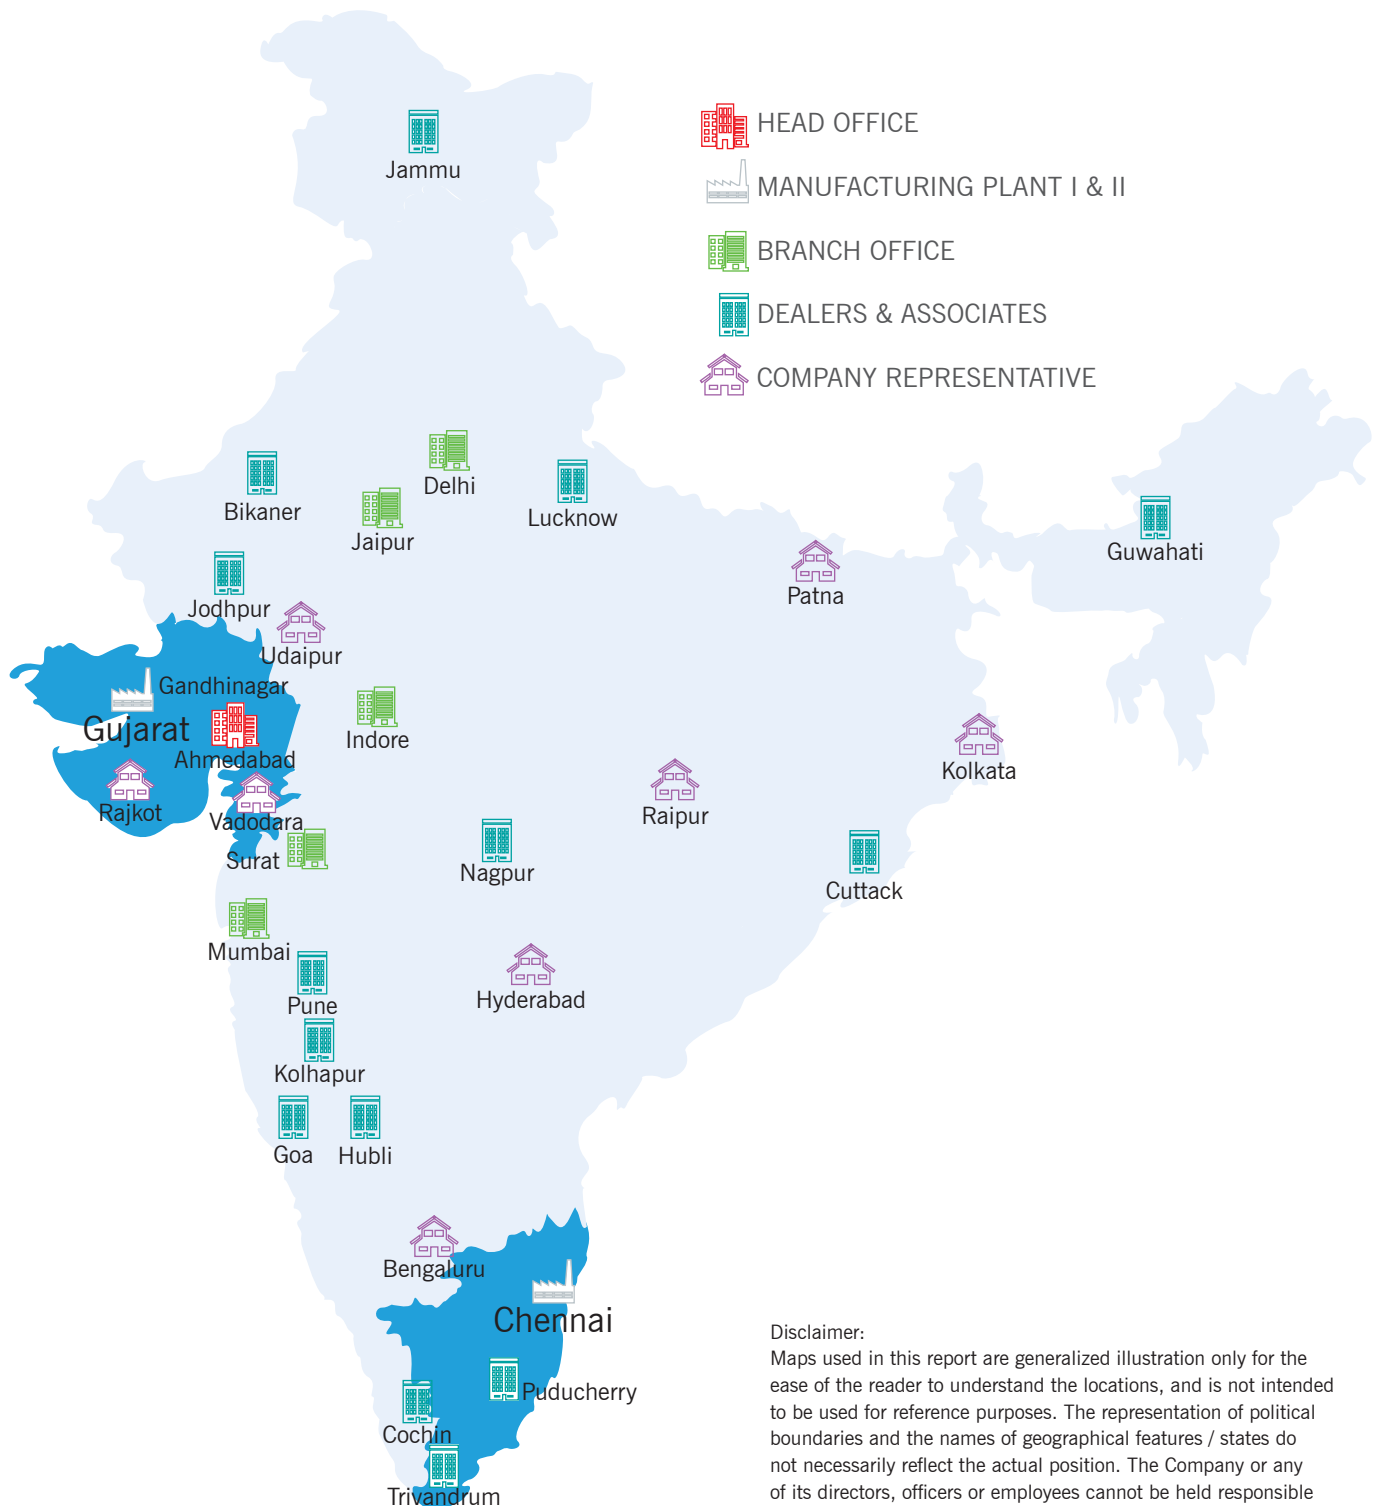 HEAD OFFICE
MANUFACTURING PLANT I & II
BRANCH OFFICE
DEALERS & ASSOCIATES
COMPANY REPRESENTATIVE
Jammu
Delhi
Bikaner
Lucknow
Jaipur
Guwahati
Patna
Jodhpur
Udaipur
Gandhinagar
Gujarat
Indore
Ahmedabad
Kolkata
Rajkot
Vadodara
Raipur
Surat
Nagpur
Cuttack
Mumbai
Pune
Hyderabad
Kolhapur
Goa
Hubli
Bengaluru
Chennai
Puducherry
Cochin
Trivandrum
Disclaimer:
Maps used in this report are generalized illustration only for the
ease of the reader to understand the locations, and is not intended
to be used for reference purposes. The representation of political
boundaries and the names of geographical features / states do
not necessarily reflect the actual position. The Company or any
of its directors, officers or employees cannot be held responsible